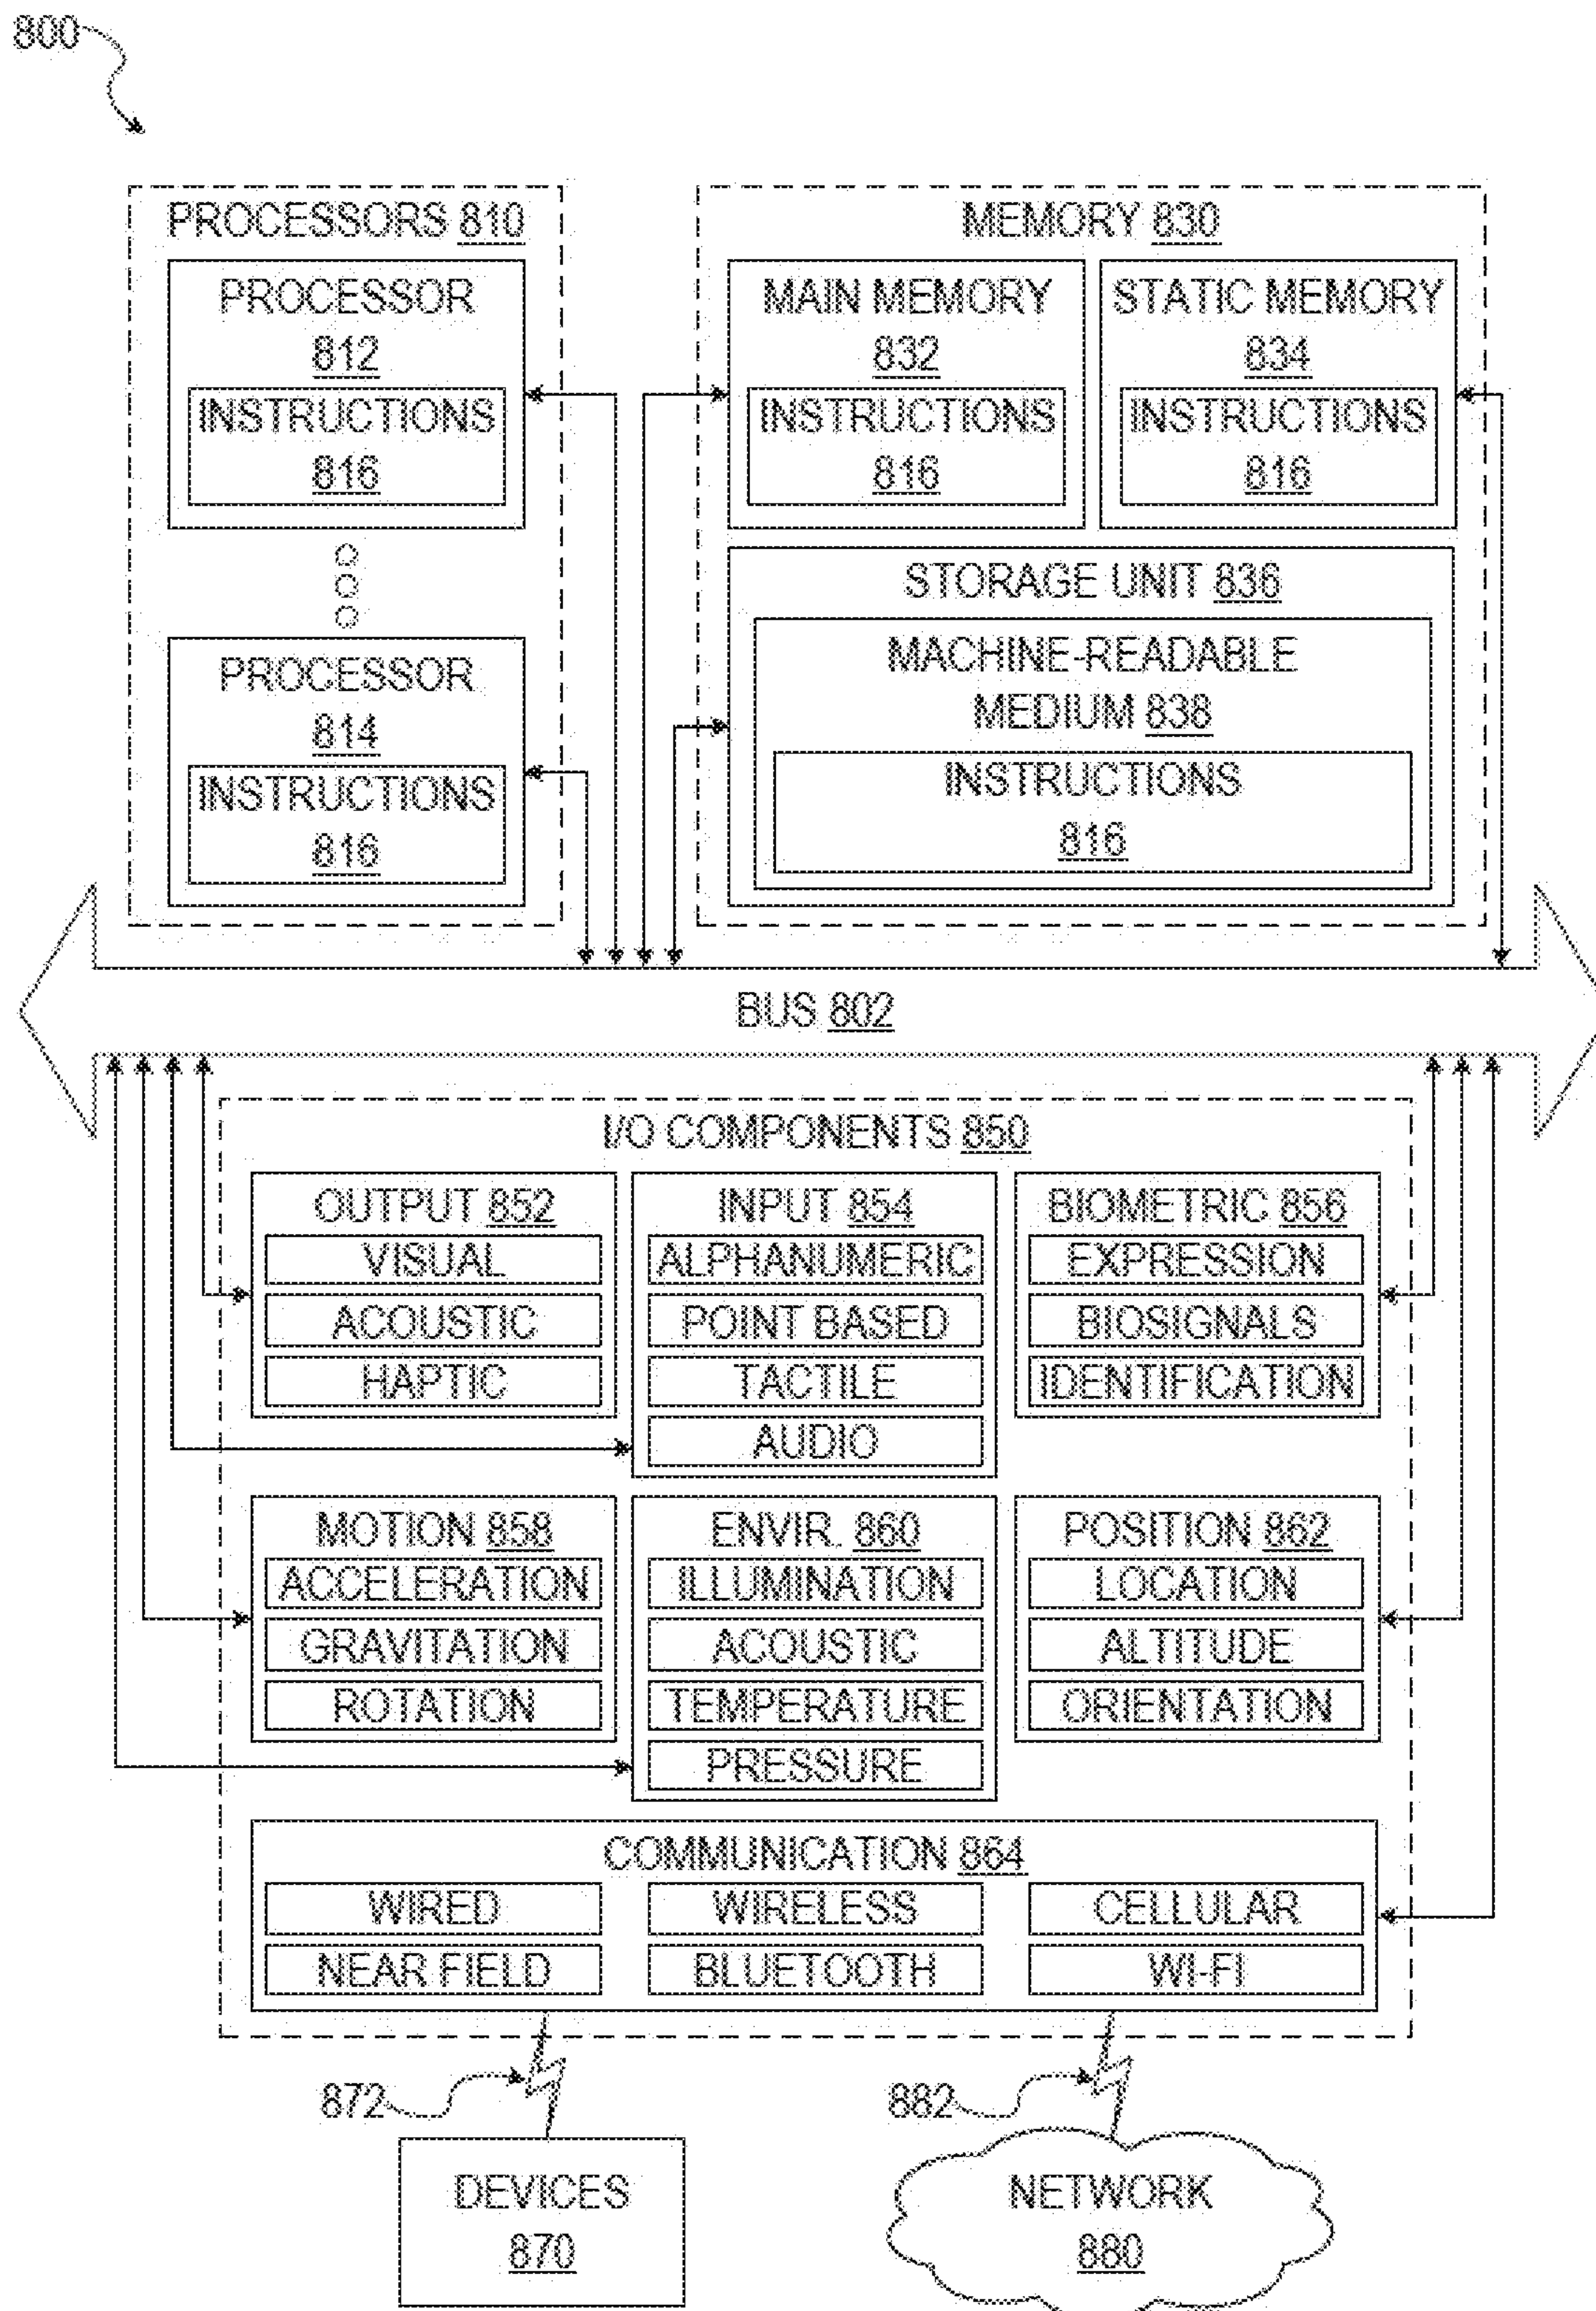 800
PROCESSORS 810
PROCESSOR
812
INSTRUCTIONS
816
PROCESSOR
814
INSTRUCTIONS
816
MEMORY 830
MAIN MEMORY
832
INSTRUCTIONS
816
STATIC MEMORY
834
INSTRUCTIONS
816
STORAGE UNIT 836
MACHINE-READABLE
MEDIUM 838
INSTRUCTIONS
816
BUS 802
I/O COMPONENTS 850
OUTPUT 852
VISUAL
ACOUSTIC
HAPTIC
INPUT 854
ALPHANUMERIC
POINT BASED
TACTILE
AUDIO
BIOMETRIC 856
EXPRESSION
BIOSIGNALS
IDENTIFICATION
MOTION 858
ACCELERATION
GRAVITATION
ROTATION
ENVIR. 860
ILLUMINATION
ACOUSTIC
TEMPERATURE
PRESSURE
POSITION 862
LOCATION
ALTITUDE
ORIENTATION
COMMUNICATION 864
WIRED
WIRELESS
CELLULAR
NEAR FIELD
BLUETOOTH
WI-FI
872
882
DEVICES
870
NETWORK
880